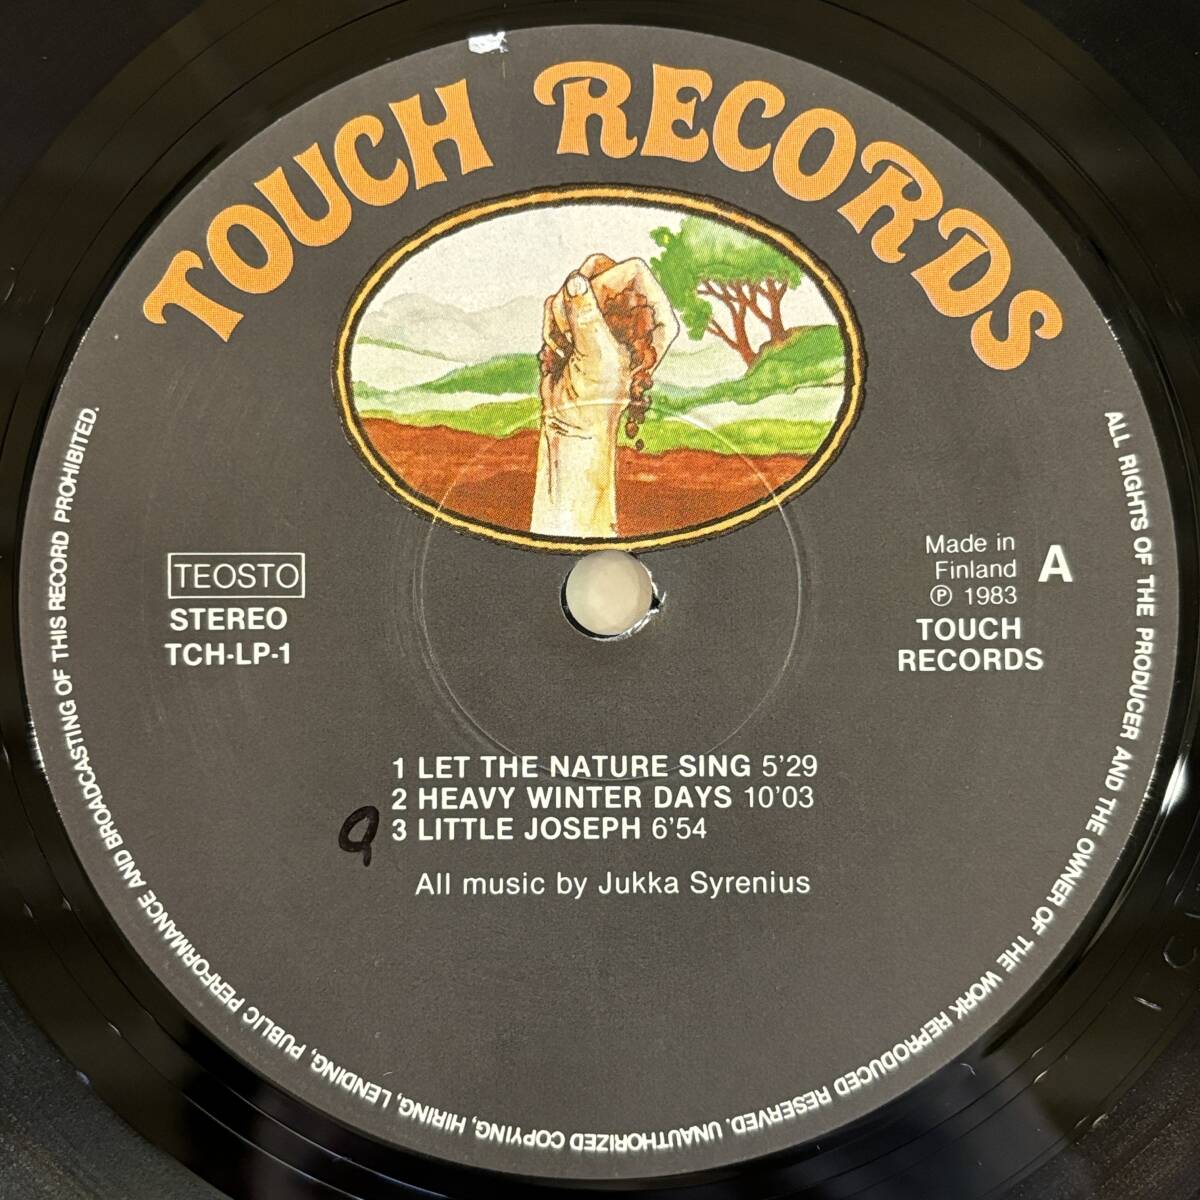 TOUCH RECORDS
TEOSTO
STEREO
TCH-LP-1
Made in
Finland
Ⓟ 1983
A
TOUCH
RECORDS
1 LET THE NATURE SING 5'29
2 HEAVY WINTER DAYS 10'03
9
3 LITTLE JOSEPH 6'54
All music by Jukka Syrenius
ALL RIGHTS OF THE PRODUCER AND THE OWNER OF THE WORK REPRODUCED RESERVED. UNAUTHORIZED COPYING, HIRING, LENDING, PUBLIC PERFORMANCE AND BROADCASTING OF THIS RECORD PROHIBITED.